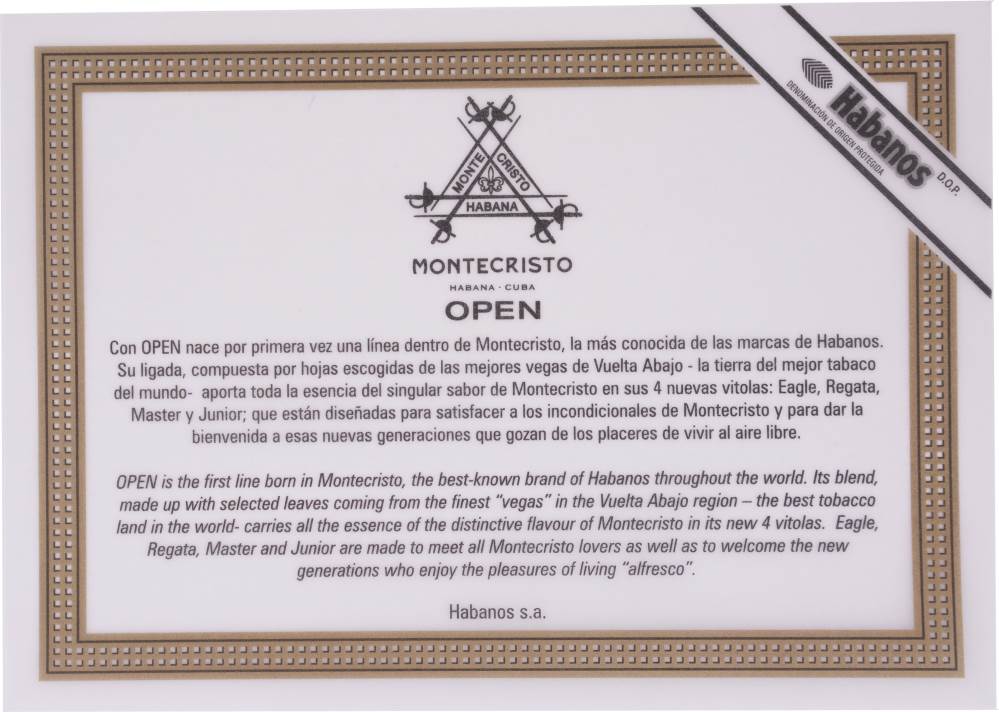 Habanos
DENOMINACIÓN DE ORIGEN PROTEGIDA
D.O.P.
MONTE
CRISTO
HABANA
MONTECRISTO
HABANA · CUBA
OPEN
Con OPEN nace por primera vez una línea dentro de Montecristo, la más conocida de las marcas de Habanos.
Su ligada, compuesta por hojas escogidas de las mejores vegas de Vuelta Abajo - la tierra del mejor tabaco
del mundo- aporta toda la esencia del singular sabor de Montecristo en sus 4 nuevas vitolas: Eagle, Regata,
Master y Junior; que están diseñadas para satisfacer a los incondicionales de Montecristo y para dar la
bienvenida a esas nuevas generaciones que gozan de los placeres de vivir al aire libre.
OPEN is the first line born in Montecristo, the best-known brand of Habanos throughout the world. Its blend,
made up with selected leaves coming from the finest “vegas” in the Vuelta Abajo region – the best tobacco
land in the world- carries all the essence of the distinctive flavour of Montecristo in its new 4 vitolas. Eagle,
Regata, Master and Junior are made to meet all Montecristo lovers as well as to welcome the new
generations who enjoy the pleasures of living “alfresco”.
Habanos s.a.